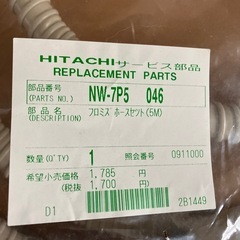 HITACHIサービス部品
REPLACEMENT PARTS
部品番号
(PARTS NO.) NW-7P5 046
部品名
(DESCRIPTION) フロミズ ホースセツト(5M)
数量(Q'TY) 1 照会番号 0911000
希望小売価格 1,785 円
(税抜 1,700 円)
D1 2B1449